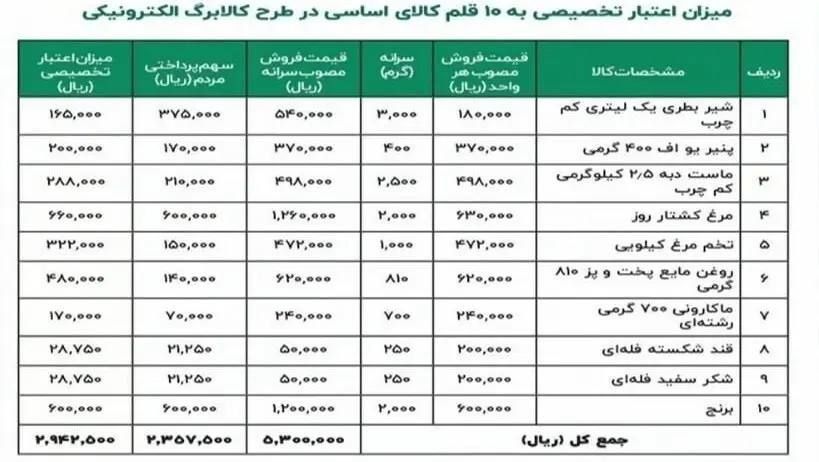 میزان اعتبار تخصیصی به ۱۰ قلم کالای اساسی در طرح کالابرگ الکترونیکی
ردیف مشخصات کالا قیمت فروش مصوب هر واحد (ریال) سرانه (گرم) قیمت فروش مصوب سرانه (ریال) سهم پرداختی مردم (ریال) میزان اعتبار تخصیصی (ریال)
۱ شیر بطری یک لیتری کم چرب ۱۸۰,۰۰۰ ۳,۰۰۰ ۵۴۰,۰۰۰ ۳۷۵,۰۰۰ ۱۶۵,۰۰۰
۲ پنیر یو اف ۴۰۰ گرمی ۳۷۰,۰۰۰ ۴۰۰ ۳۷۰,۰۰۰ ۱۷۰,۰۰۰ ۲۰۰,۰۰۰
۳ ماست دبه ۲٫۵ کیلوگرمی کم چرب ۴۹۸,۰۰۰ ۲,۵۰۰ ۴۹۸,۰۰۰ ۲۱۰,۰۰۰ ۲۸۸,۰۰۰
۴ مرغ کشتار روز ۶۳۰,۰۰۰ ۲,۰۰۰ ۱,۲۶۰,۰۰۰ ۶۰۰,۰۰۰ ۶۶۰,۰۰۰
۵ تخم مرغ کیلویی ۴۷۲,۰۰۰ ۱,۰۰۰ ۴۷۲,۰۰۰ ۱۵۰,۰۰۰ ۳۲۲,۰۰۰
۶ روغن مایع پخت و پز ۸۱۰ گرمی ۶۲۰,۰۰۰ ۸۱۰ ۶۲۰,۰۰۰ ۱۴۰,۰۰۰ ۴۸۰,۰۰۰
۷ ماکارونی ۷۰۰ گرمی رشته‌ای ۲۴۰,۰۰۰ ۷۰۰ ۲۴۰,۰۰۰ ۷۰,۰۰۰ ۱۷۰,۰۰۰
۸ قند شکسته فله‌ای ۲۰۰,۰۰۰ ۲۵۰ ۵۰,۰۰۰ ۲۱,۲۵۰ ۲۸,۷۵۰
۹ شکر سفید فله‌ای ۲۰۰,۰۰۰ ۲۵۰ ۵۰,۰۰۰ ۲۱,۲۵۰ ۲۸,۷۵۰
۱۰ برنج ۶۰۰,۰۰۰ ۲,۰۰۰ ۱,۲۰۰,۰۰۰ ۶۰۰,۰۰۰ ۶۰۰,۰۰۰
جمع کل (ریال) ۵,۳۰۰,۰۰۰ ۲,۳۵۷,۵۰۰ ۲,۹۴۲,۵۰۰